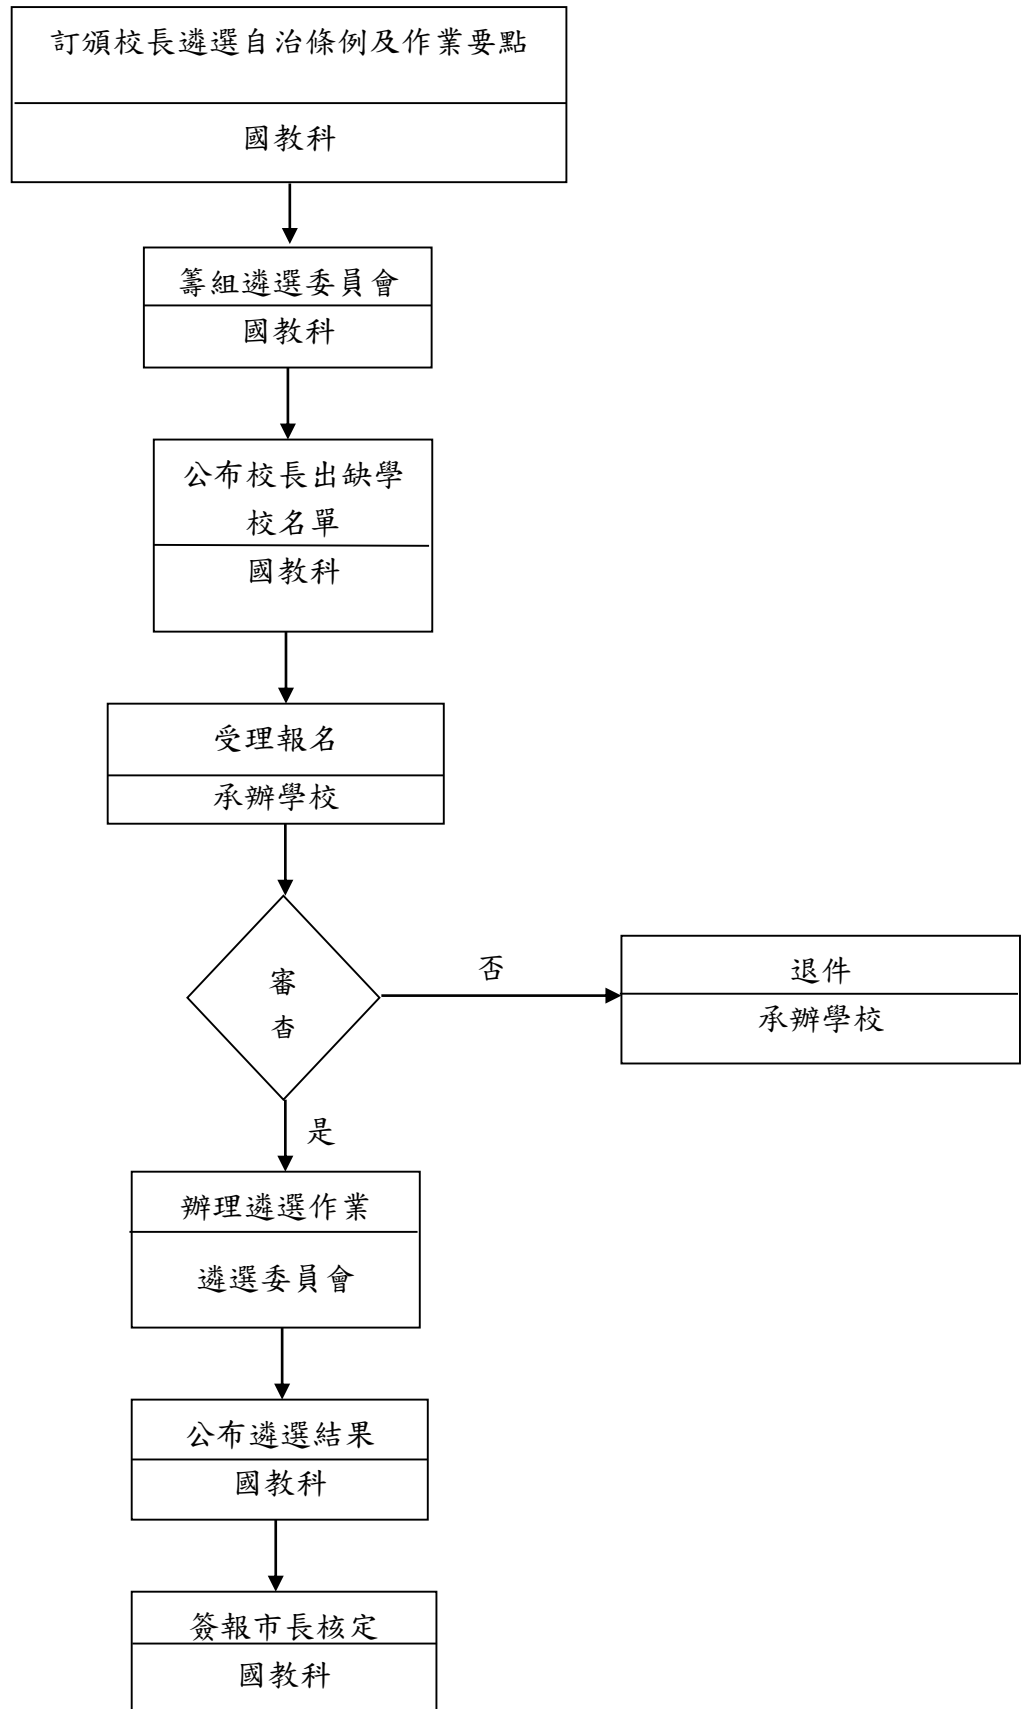 訂頒校長遴選自治條例及作業要點
國教科
籌組遴選委員會
國教科
公布校長出缺學
校名單
國教科
受理報名
承辦學校
審
查
否
退件
承辦學校
是
辦理遴選作業
遴選委員會
公布遴選結果
國教科
簽報市長核定
國教科